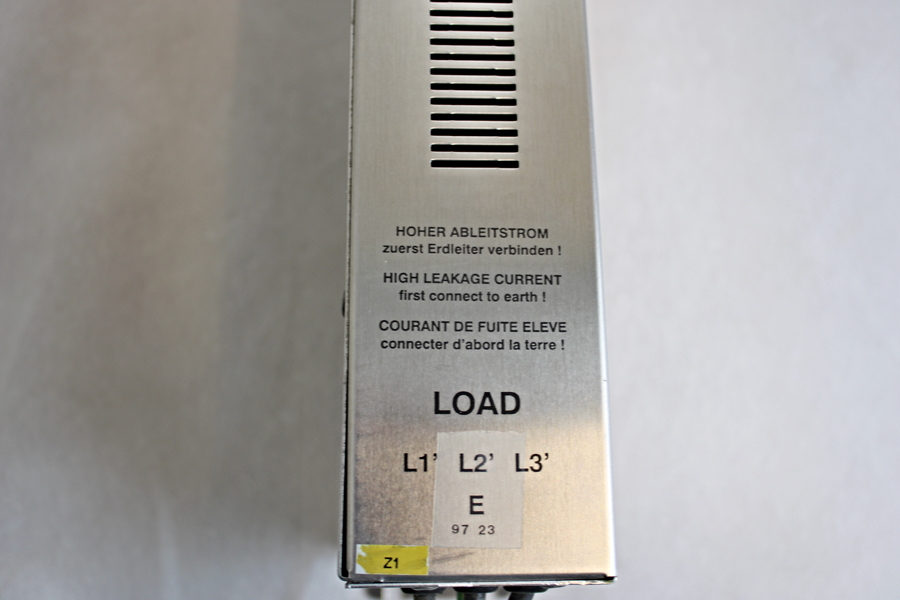 HOHER ABLEITSTROM
zuerst Erdleiter verbinden !
HIGH LEAKAGE CURRENT
first connect to earth !
COURANT DE FUITE ELEVE
connecter d'abord la terre !
LOAD
L1' L2' L3'
E
97 23
Z1